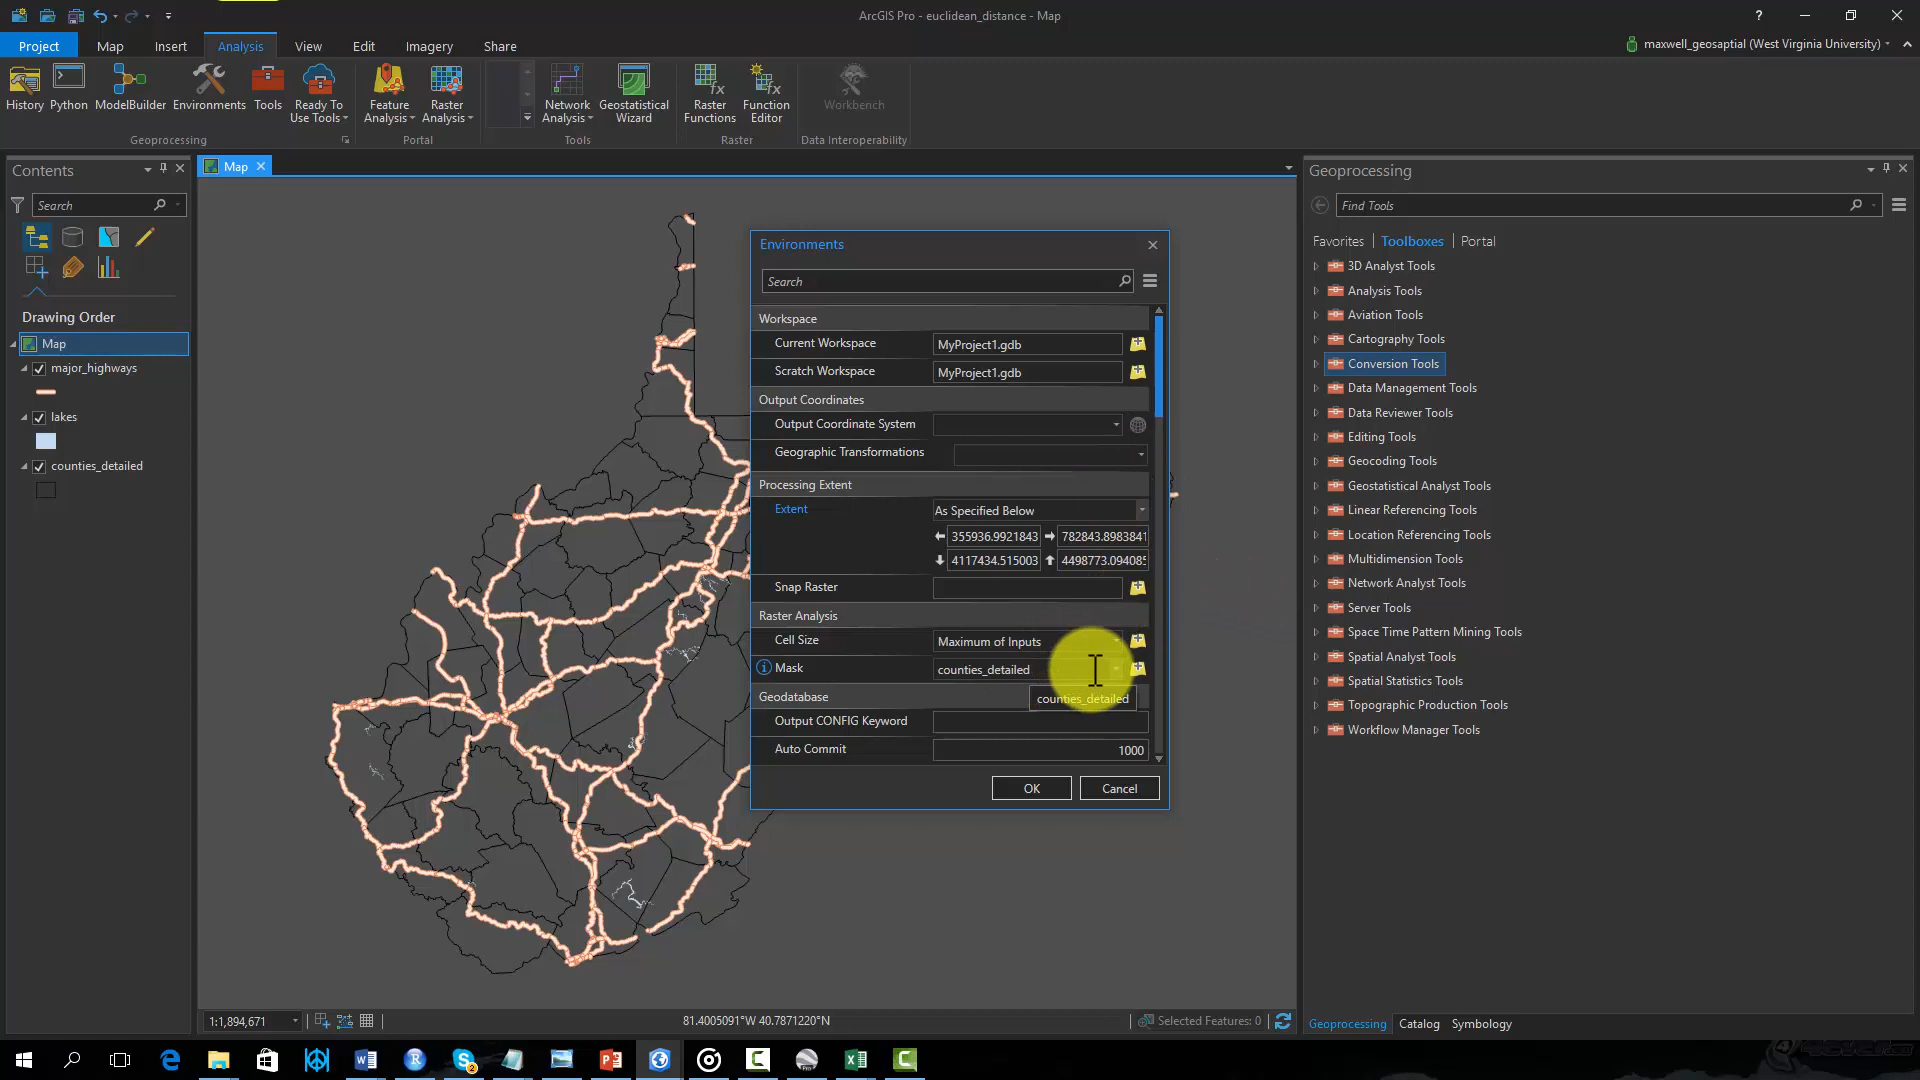 ArcGIS Pro - euclidean_distance - Map
?
Project
Map
Insert
Analysis
View
Edit
Imagery
Share
maxwell_geosaptial (West Virginia University)
History
Python
ModelBuilder
Environments
Tools
Ready To
Use Tools
Feature
Analysis
Raster
Analysis
Network
Analysis
Geostatistical
Wizard
Raster
Functions
Function
Editor
Workbench
Geoprocessing
Portal
Tools
Raster
Data Interoperability
Contents
Search
Drawing Order
Map
major_highways
lakes
counties_detailed
Map
Environments
Search
Workspace
Current Workspace
MyProject1.gdb
Scratch Workspace
MyProject1.gdb
Output Coordinates
Output Coordinate System
Geographic Transformations
Processing Extent
Extent
As Specified Below
355936.9921843
782843.8983841
4117434.515003
4498773.094085
Snap Raster
Raster Analysis
Cell Size
Maximum of Inputs
Mask
counties_detailed
counties_detailed
Geodatabase
Output CONFIG Keyword
Auto Commit
1000
OK
Cancel
1:1,894,671
81.4005091°W 40.7871220°N
Selected Features: 0
Geoprocessing
Find Tools
Favorites
Toolboxes
Portal
3D Analyst Tools
Analysis Tools
Aviation Tools
Cartography Tools
Conversion Tools
Data Management Tools
Data Reviewer Tools
Editing Tools
Geocoding Tools
Geostatistical Analyst Tools
Linear Referencing Tools
Location Referencing Tools
Multidimension Tools
Network Analyst Tools
Server Tools
Space Time Pattern Mining Tools
Spatial Analyst Tools
Spatial Statistics Tools
Topographic Production Tools
Workflow Manager Tools
Geoprocessing
Catalog
Symbology